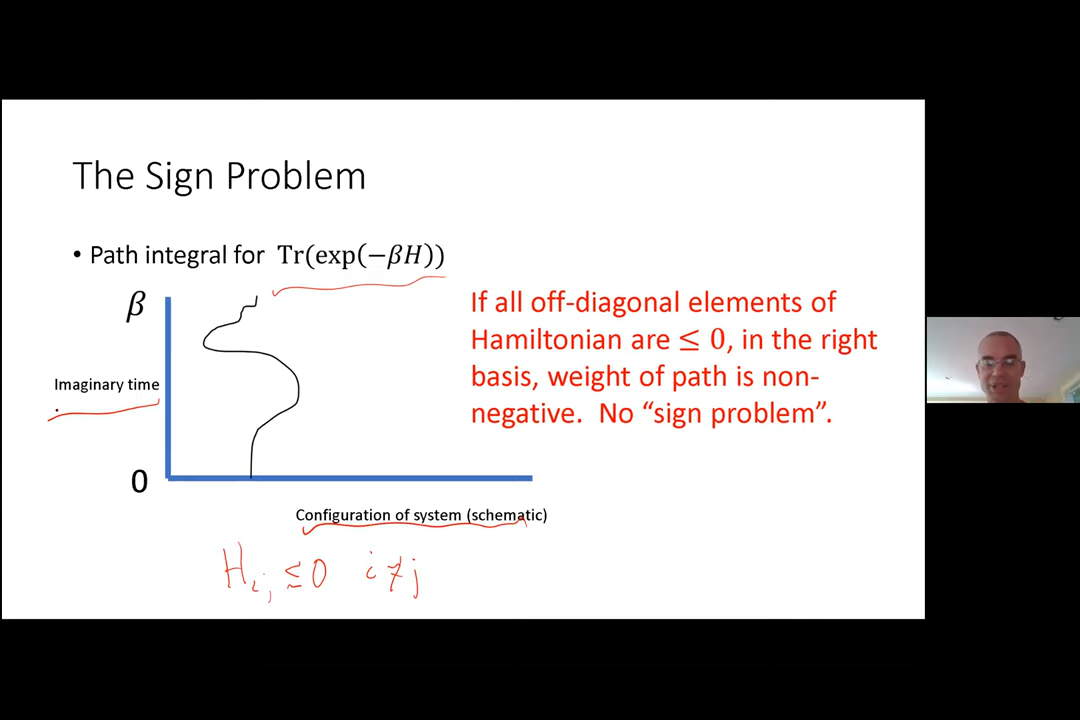 The Sign Problem
• Path integral for Tr(exp(−βH))
β
If all off-diagonal elements of
Hamiltonian are ≤ 0, in the right
basis, weight of path is non-
negative. No “sign problem”.
Imaginary time
0
Configuration of system (schematic)
H_{ij} ≤ 0 i ≠ j